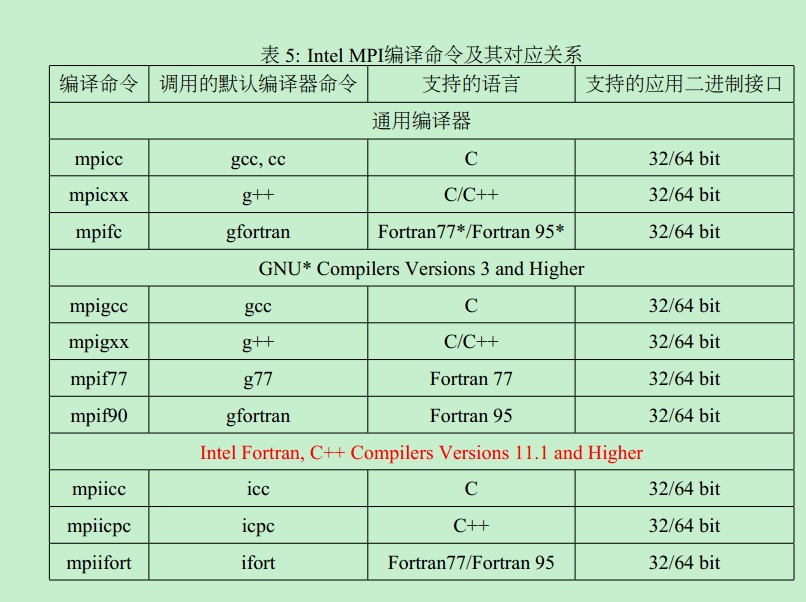 表 5: Intel MPI编译命令及其对应关系
编译命令 调用的默认编译器命令 支持的语言 支持的应用二进制接口
通用编译器
mpicc gcc, cc C 32/64 bit
mpicxx g++ C/C++ 32/64 bit
mpifc gfortran Fortran77*/Fortran 95* 32/64 bit
GNU* Compilers Versions 3 and Higher
mpigcc gcc C 32/64 bit
mpigxx g++ C/C++ 32/64 bit
mpif77 g77 Fortran 77 32/64 bit
mpif90 gfortran Fortran 95 32/64 bit
Intel Fortran, C++ Compilers Versions 11.1 and Higher
mpiicc icc C 32/64 bit
mpiicpc icpc C++ 32/64 bit
mpiifort ifort Fortran77/Fortran 95 32/64 bit